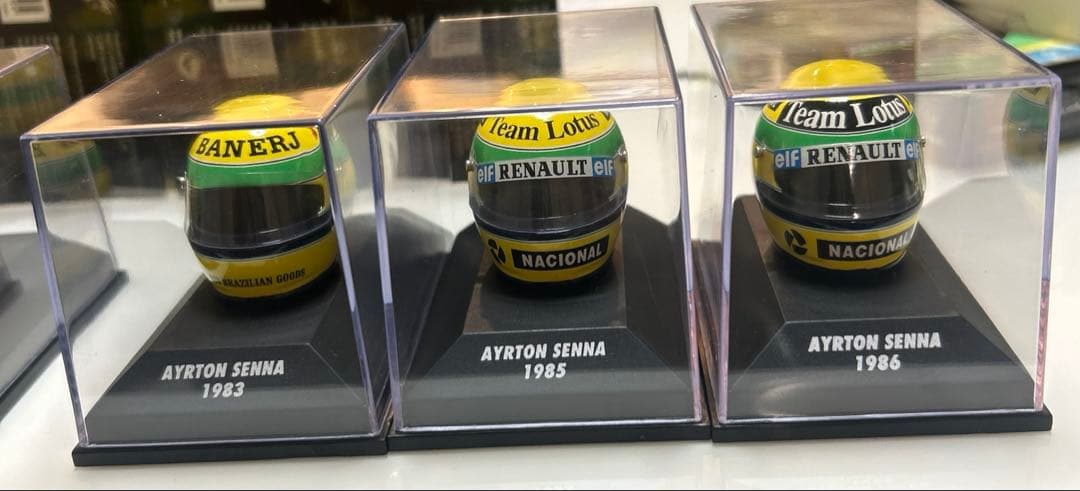 BANERJ
BRAZILIAN GOODS
AYRTON SENNA
1983
Team Lotus
elf RENAULT elf
NACIONAL
AYRTON SENNA
1985
Team Lotus
elf RENAULT elf
NACIONAL
AYRTON SENNA
1986